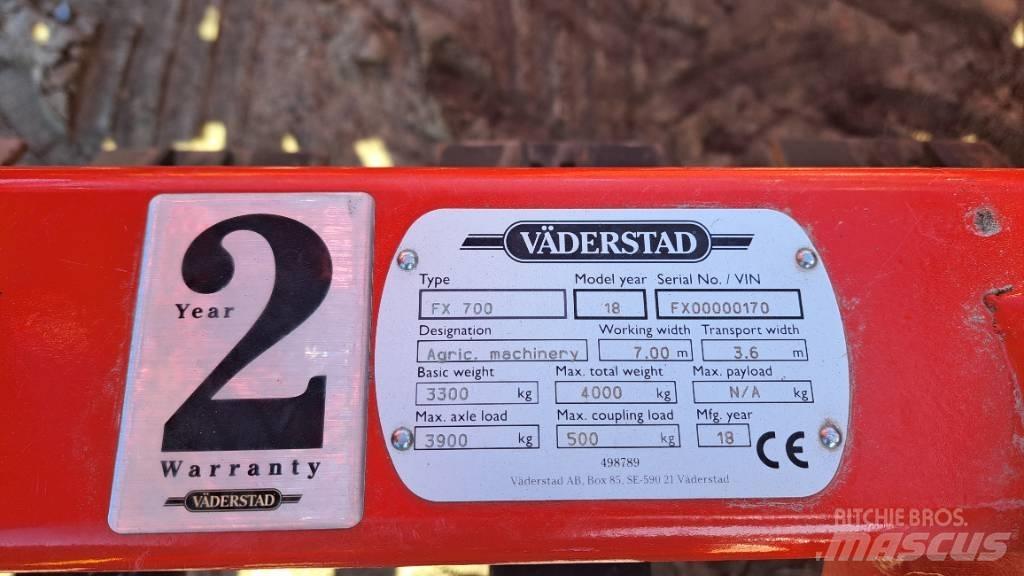 2
Year
Warranty
VÄDERSTAD
VÄDERSTAD
Type Model year Serial No. / VIN
FX 700 18 FX00000170
Designation Working width Transport width
Agric. machinery 7.00 m 3.6 m
Basic weight Max. total weight Max. payload
3300 kg 4000 kg N/A kg
Max. axle load Max. coupling load Mfg. year
3900 kg 500 kg 18 CE
498789
Väderstad AB, Box 85, SE-590 21 Väderstad
RITCHIE BROS.
MASCUS